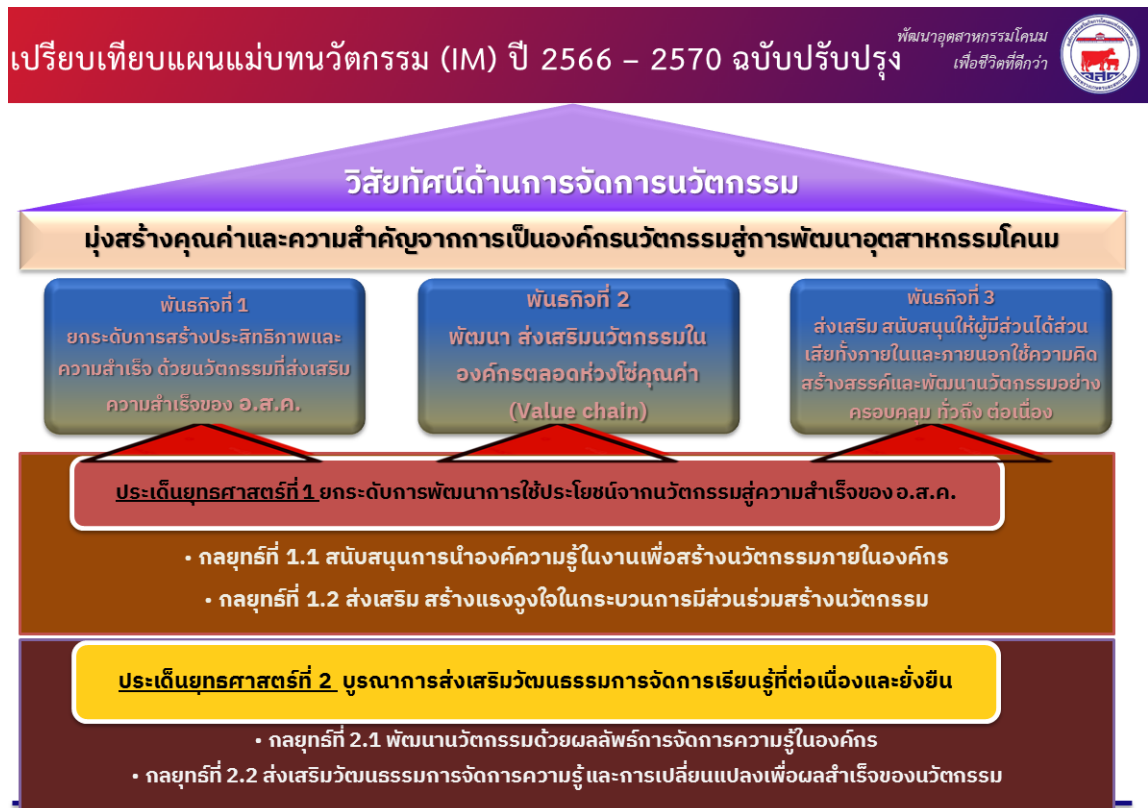 เปรียบเทียบแผนแม่บทนวัตกรรม (IM) ปี 2566 – 2570 ฉบับปรับปรุง
พัฒนาอุตสาหกรรมโคนม
เพื่อชีวิตที่ดีกว่า
อ.ส.ค.
วิสัยทัศน์ด้านการจัดการนวัตกรรม
มุ่งสร้างคุณค่าและความสำคัญจากการเป็นองค์กรนวัตกรรมสู่การพัฒนาอุตสาหกรรมโคนม
พันธกิจที่ 1
ยกระดับการสร้างประสิทธิภาพและ
ความสำเร็จ ด้วยนวัตกรรมที่ส่งเสริม
ความสำเร็จของ อ.ส.ค.
พันธกิจที่ 2
พัฒนา ส่งเสริมนวัตกรรมใน
องค์กรตลอดห่วงโซ่คุณค่า
(Value chain)
พันธกิจที่ 3
ส่งเสริม สนับสนุนให้ผู้มีส่วนได้ส่วน
เสียทั้งภายในและภายนอกใช้ความคิด
สร้างสรรค์และพัฒนานวัตกรรมอย่าง
ครอบคลุม ทั่วถึง ต่อเนื่อง
ประเด็นยุทธศาสตร์ที่ 1 ยกระดับการพัฒนาการใช้ประโยชน์จากนวัตกรรมสู่ความสำเร็จของ อ.ส.ค.
• กลยุทธ์ที่ 1.1 สนับสนุนการนำองค์ความรู้ในงานเพื่อสร้างนวัตกรรมภายในองค์กร
• กลยุทธ์ที่ 1.2 ส่งเสริม สร้างแรงจูงใจในกระบวนการมีส่วนร่วมสร้างนวัตกรรม
ประเด็นยุทธศาสตร์ที่ 2 บูรณาการส่งเสริมวัฒนธรรมการจัดการเรียนรู้ที่ต่อเนื่องและยั่งยืน
• กลยุทธ์ที่ 2.1 พัฒนานวัตกรรมด้วยผลลัพธ์การจัดการความรู้ในองค์กร
• กลยุทธ์ที่ 2.2 ส่งเสริมวัฒนธรรมการจัดการความรู้ และการเปลี่ยนแปลงเพื่อผลสำเร็จของนวัตกรรม